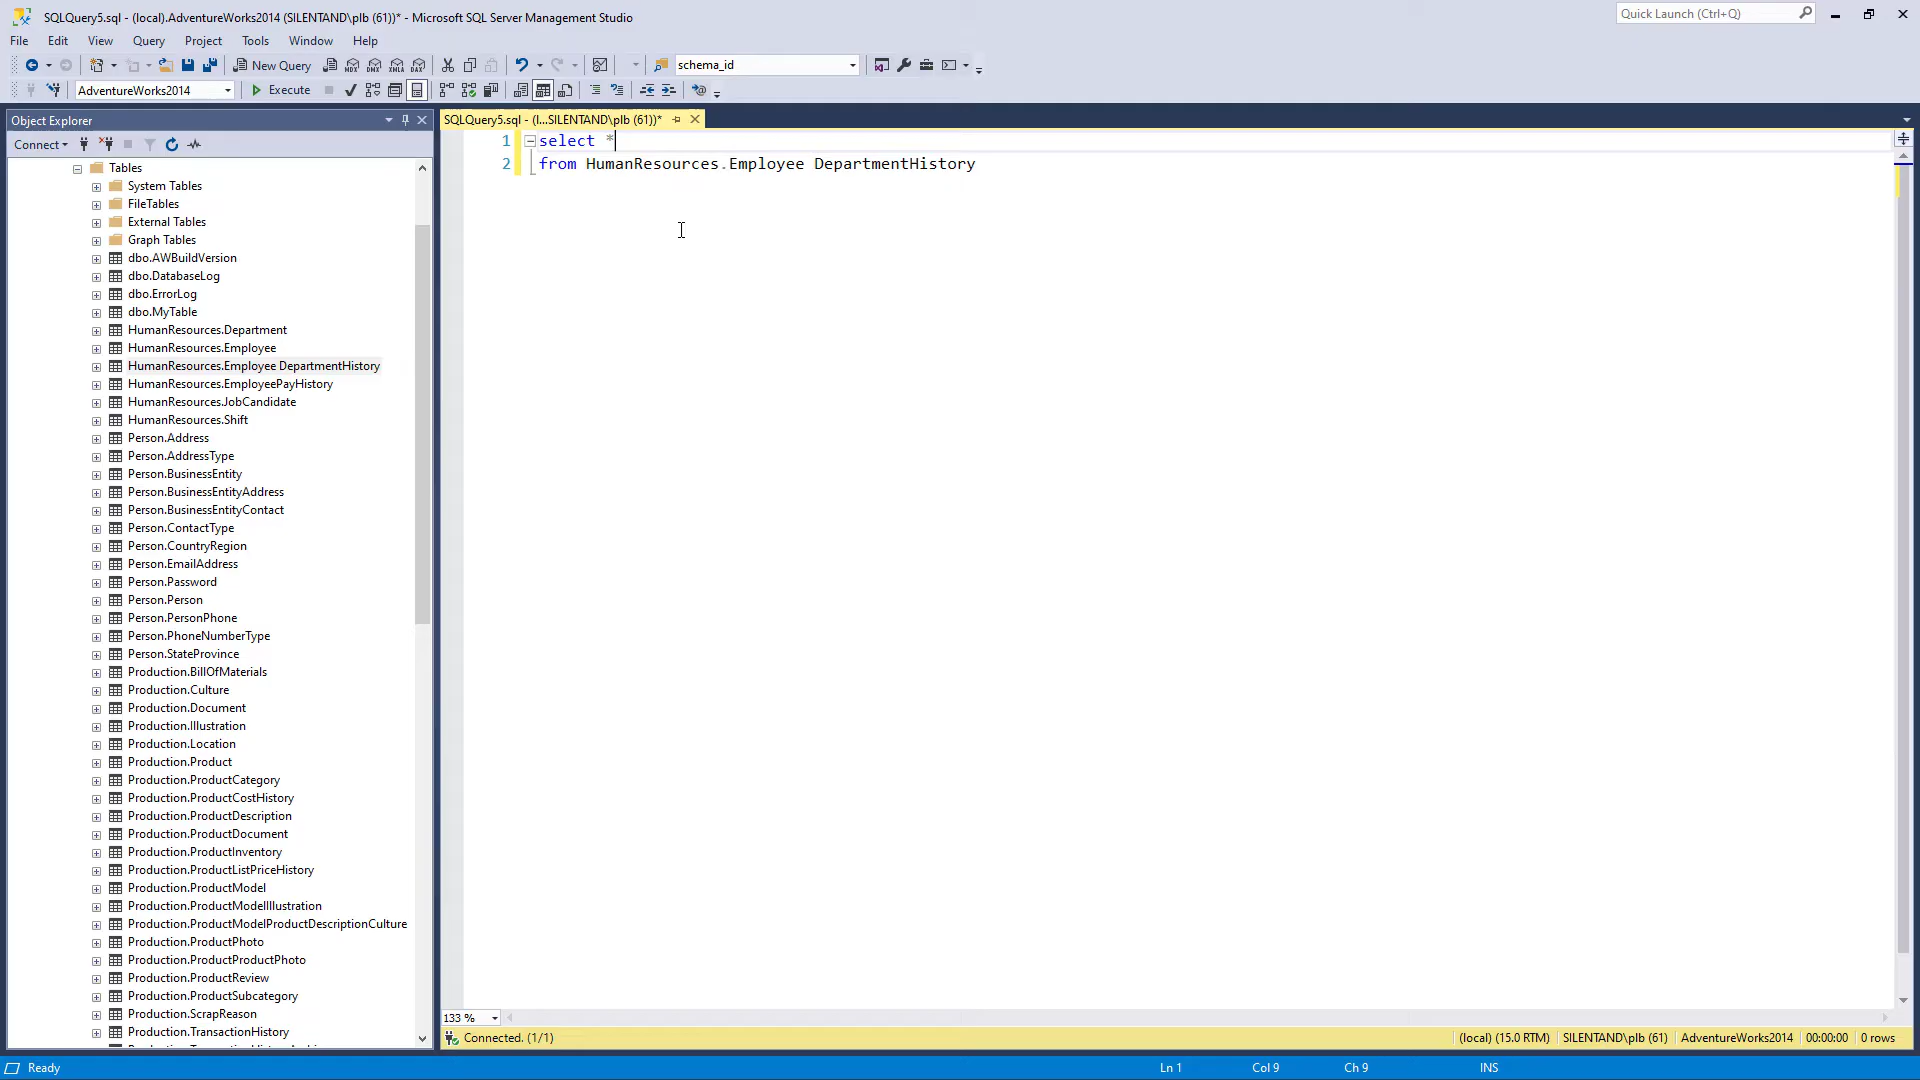 SQLQuery5.sql - (local).AdventureWorks2014 (SILENTAND\plb (61))* - Microsoft SQL Server Management Studio
Quick Launch (Ctrl+Q)
File Edit View Query Project Tools Window Help
New Query
MDX DMX XMLA DAX
schema_id
AdventureWorks2014
Execute
Object Explorer
SQLQuery5.sql - (l...SILENTAND\plb (61))*
Connect
1 select *
2 from HumanResources.Employee DepartmentHistory
Tables
System Tables
FileTables
External Tables
Graph Tables
dbo.AWBuildVersion
dbo.DatabaseLog
dbo.ErrorLog
dbo.MyTable
HumanResources.Department
HumanResources.Employee
HumanResources.Employee DepartmentHistory
HumanResources.EmployeePayHistory
HumanResources.JobCandidate
HumanResources.Shift
Person.Address
Person.AddressType
Person.BusinessEntity
Person.BusinessEntityAddress
Person.BusinessEntityContact
Person.ContactType
Person.CountryRegion
Person.EmailAddress
Person.Password
Person.Person
Person.PersonPhone
Person.PhoneNumberType
Person.StateProvince
Production.BillOfMaterials
Production.Culture
Production.Document
Production.Illustration
Production.Location
Production.Product
Production.ProductCategory
Production.ProductCostHistory
Production.ProductDescription
Production.ProductDocument
Production.ProductInventory
Production.ProductListPriceHistory
Production.ProductModel
Production.ProductModelIllustration
Production.ProductModelProductDescriptionCulture
Production.ProductPhoto
Production.ProductProductPhoto
Production.ProductReview
Production.ProductSubcategory
Production.ScrapReason
Production.TransactionHistory
133 %
Connected. (1/1)
(local) (15.0 RTM) SILENTAND\plb (61) AdventureWorks2014 00:00:00 0 rows
Ready
Ln 1 Col 9 Ch 9 INS